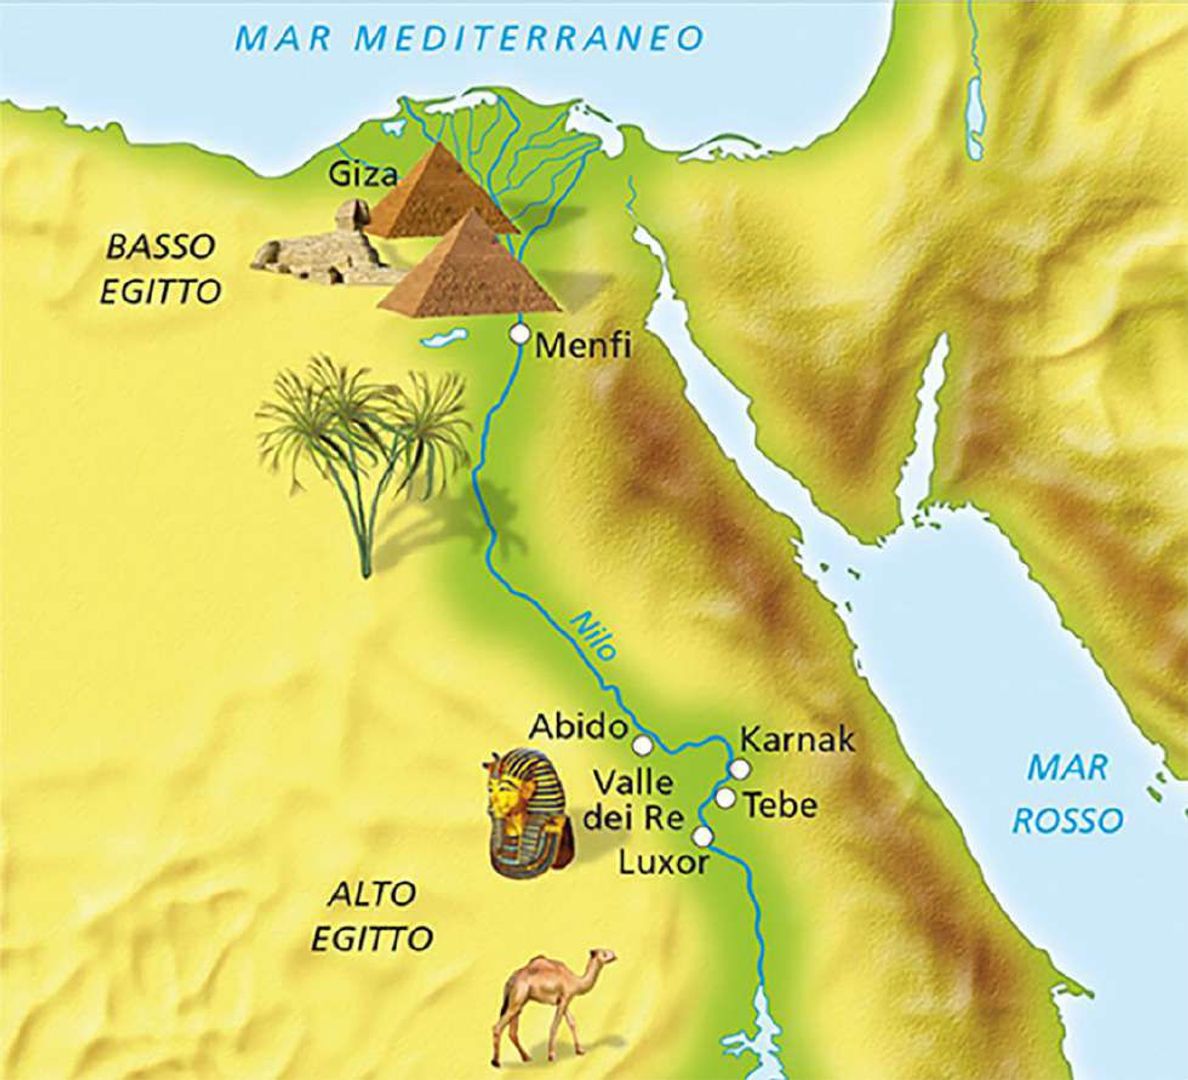 MAR MEDITERRANEO
Giza
BASSO
EGITTO
Menfi
Nilo
Abido
Karnak
Valle
dei Re
Tebe
Luxor
MAR
ROSSO
ALTO
EGITTO